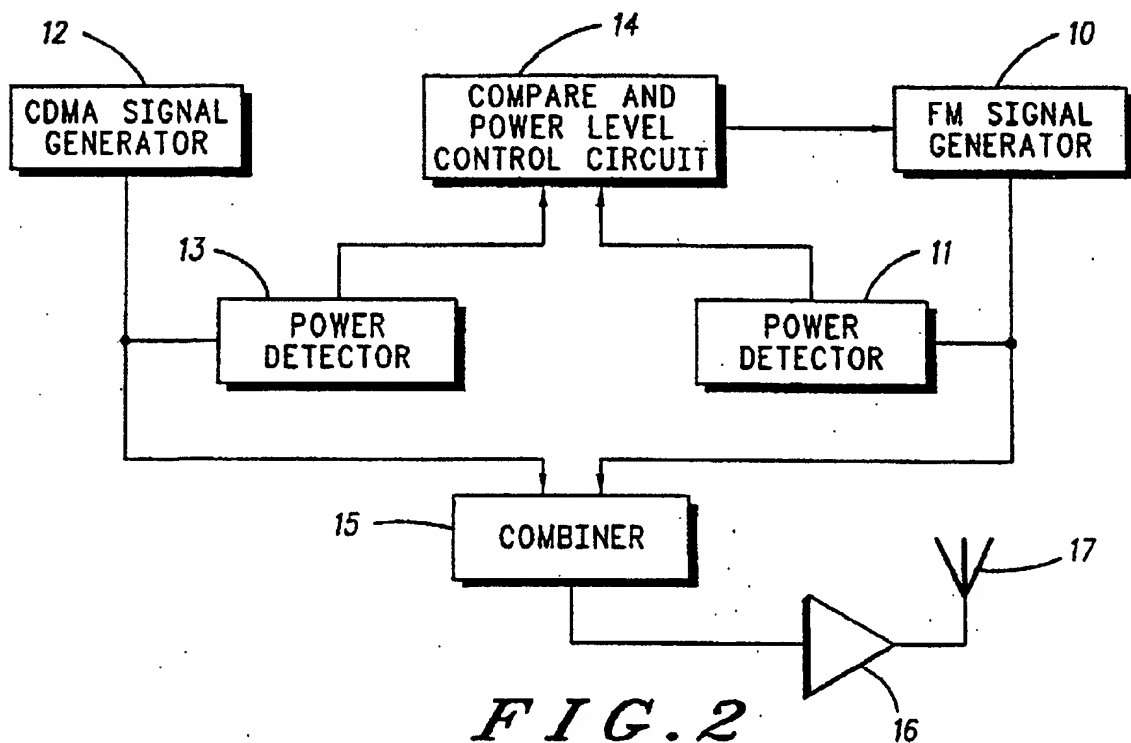 12
14
10
CDMA SIGNAL
GENERATOR
COMPARE AND
POWER LEVEL
CONTROL CIRCUIT
FM SIGNAL
GENERATOR
13
11
POWER
DETECTOR
POWER
DETECTOR
15
COMBINER
17
16
FIG.2